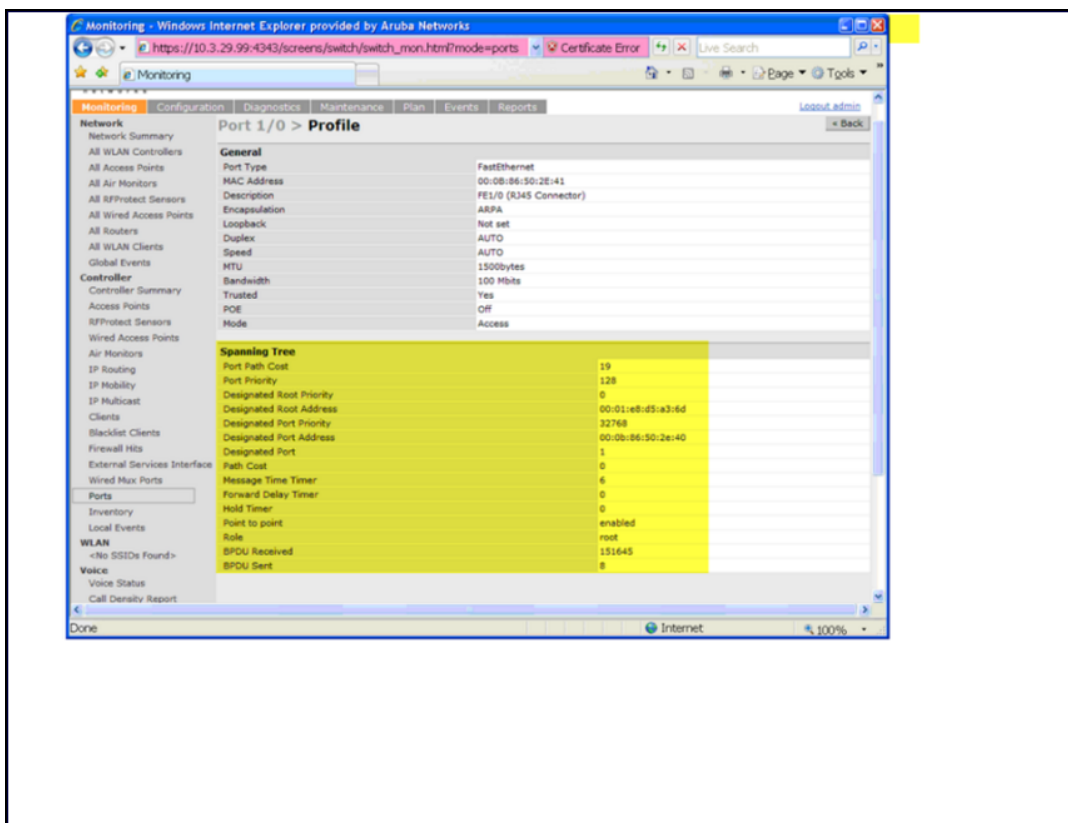 Monitoring - Windows Internet Explorer provided by Aruba Networks
https://10.3.29.99:4343/screens/switch/switch_mon.html?mode=ports Certificate Error Live Search
Monitoring Page Tools
Monitoring Configuration Diagnostics Maintenance Plan Events Reports Logout admin
Network
Network Summary
All WLAN Controllers
All Access Points
All Air Monitors
All RFProtect Sensors
All Wired Access Points
All Routers
All WLAN Clients
Global Events
Controller
Controller Summary
Access Points
RFProtect Sensors
Wired Access Points
Air Monitors
IP Routing
IP Mobility
IP Multicast
Clients
Blacklist Clients
Firewall Hits
External Services Interface
Wired Mux Ports
Ports
Inventory
Local Events
WLAN
<No SSIDs Found>
Voice
Voice Status
Call Density Report
Port 1/0 > Profile « Back
General
Port Type FastEthernet
MAC Address 00:0B:86:50:2E:41
Description FE1/0 (RJ45 Connector)
Encapsulation ARPA
Loopback Not set
Duplex AUTO
Speed AUTO
MTU 1500bytes
Bandwidth 100 Mbits
Trusted Yes
POE Off
Mode Access
Spanning Tree
Port Path Cost 19
Port Priority 128
Designated Root Priority 0
Designated Root Address 00:01:e8:d5:a3:6d
Designated Port Priority 32768
Designated Port Address 00:0b:86:50:2e:40
Designated Port 1
Path Cost 0
Message Time Timer 6
Forward Delay Timer 0
Hold Timer 0
Point to point enabled
Role root
BPDU Received 151645
BPDU Sent 8
Done Internet 100%